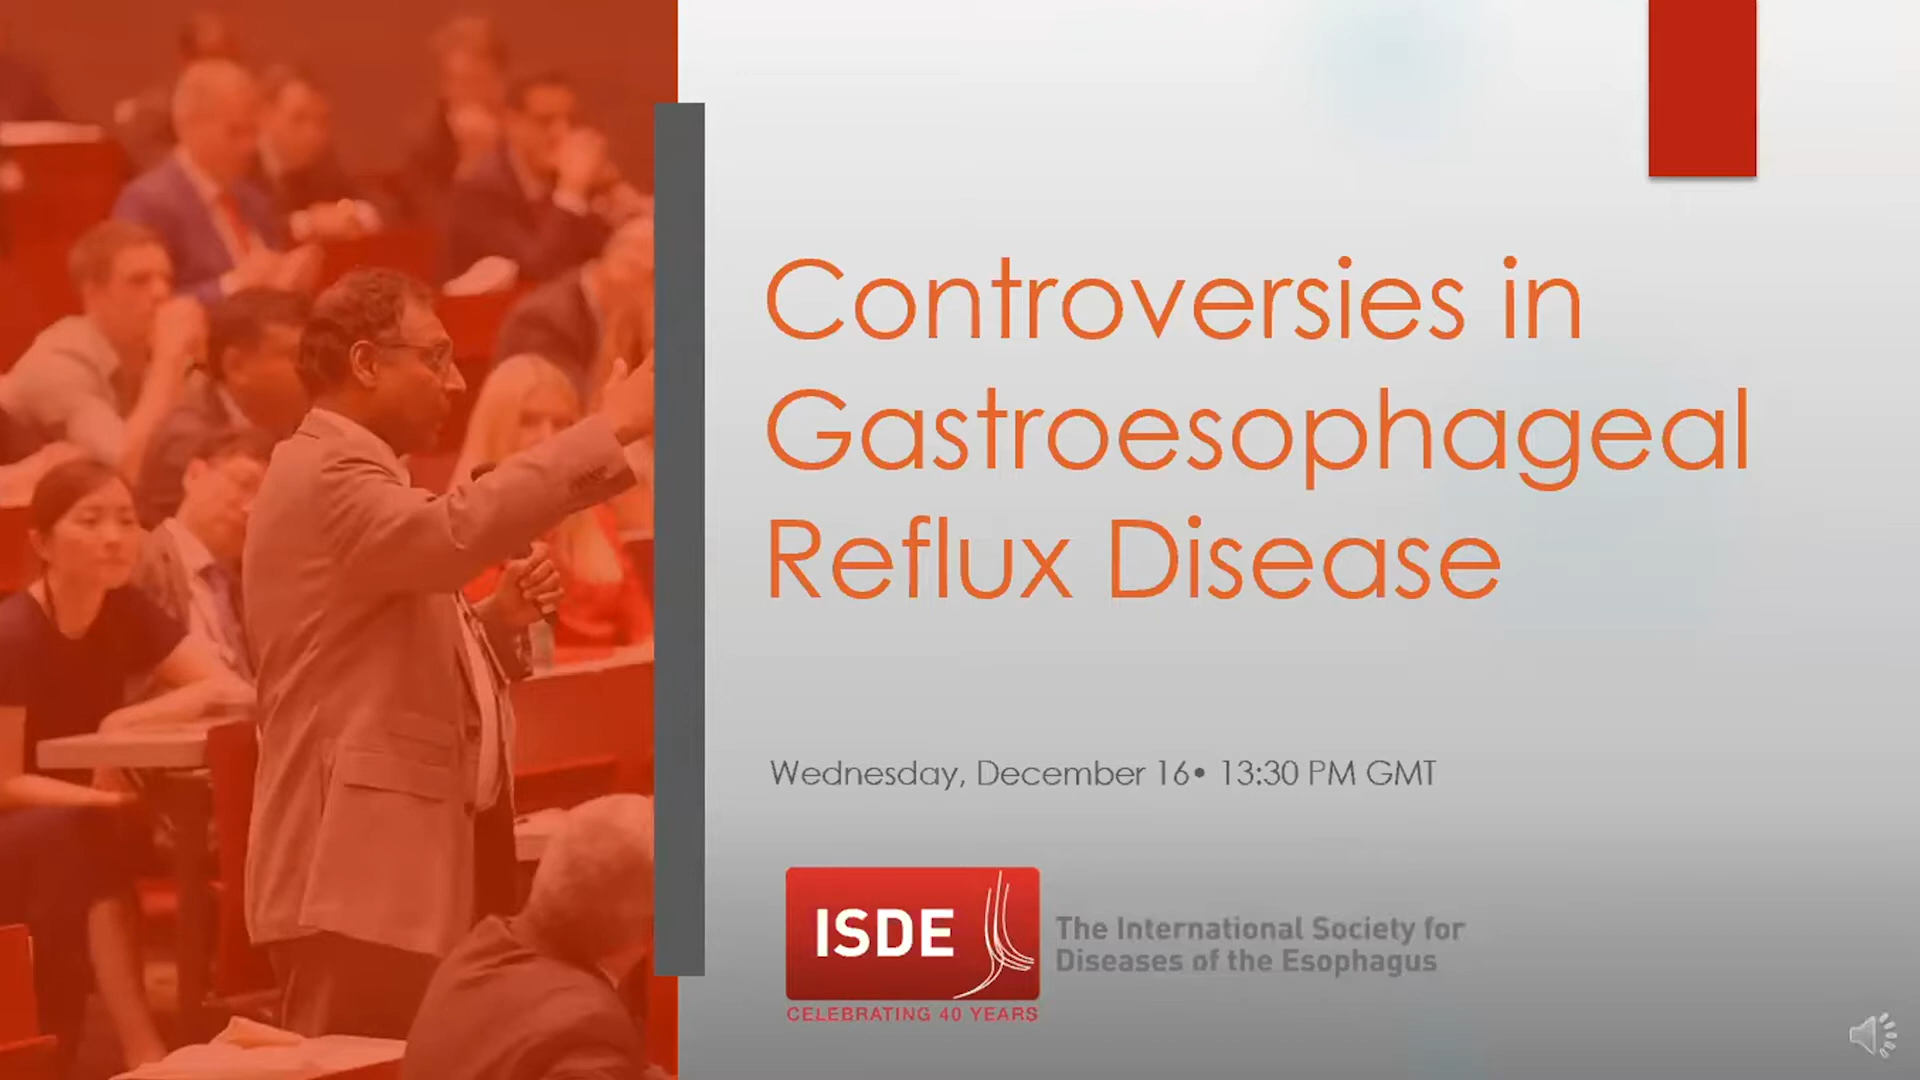 Controversies in
Gastroesophageal
Reflux Disease
Wednesday, December 16• 13:30 PM GMT
ISDE
The International Society for
Diseases of the Esophagus
CELEBRATING 40 YEARS